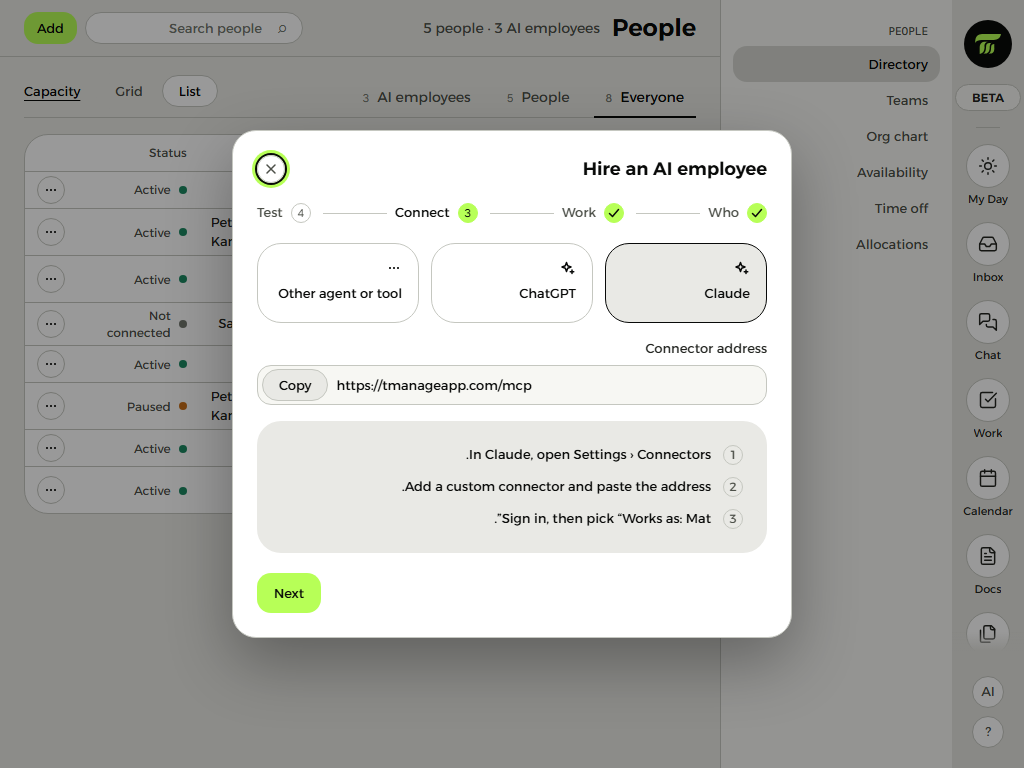 People
5 people · 3 AI employees
Search people
Add
PEOPLE
Directory
Teams
Org chart
Availability
Time off
Allocations
BETA
My Day
Inbox
Chat
Work
Calendar
Docs
AI
?
Everyone 8
People 5
AI employees 3
List
Grid
Capacity
Status
Active
Active
Active
Not connected
Active
Paused
Active
Active
Hire an AI employee
Who
Work
3 Connect
4 Test
Claude
ChatGPT
Other agent or tool
Connector address
https://tmanageapp.com/mcp
Copy
1 In Claude, open Settings › Connectors.
2 Add a custom connector and paste the address.
3 Sign in, then pick “Works as: Mat”.
Next